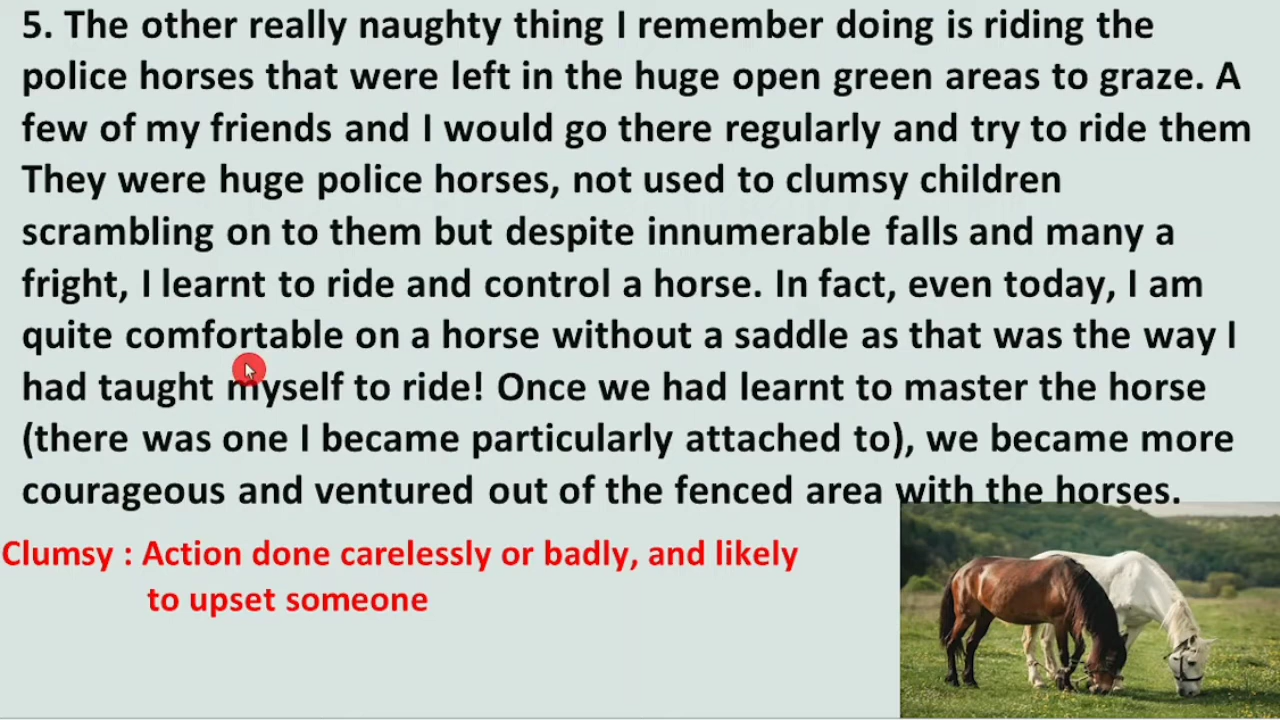 5. The other really naughty thing I remember doing is riding the
police horses that were left in the huge open green areas to graze. A
few of my friends and I would go there regularly and try to ride them
They were huge police horses, not used to clumsy children
scrambling on to them but despite innumerable falls and many a
fright, I learnt to ride and control a horse. In fact, even today, I am
quite comfortable on a horse without a saddle as that was the way I
had taught myself to ride! Once we had learnt to master the horse
(there was one I became particularly attached to), we became more
courageous and ventured out of the fenced area with the horses.
Clumsy : Action done carelessly or badly, and likely
to upset someone